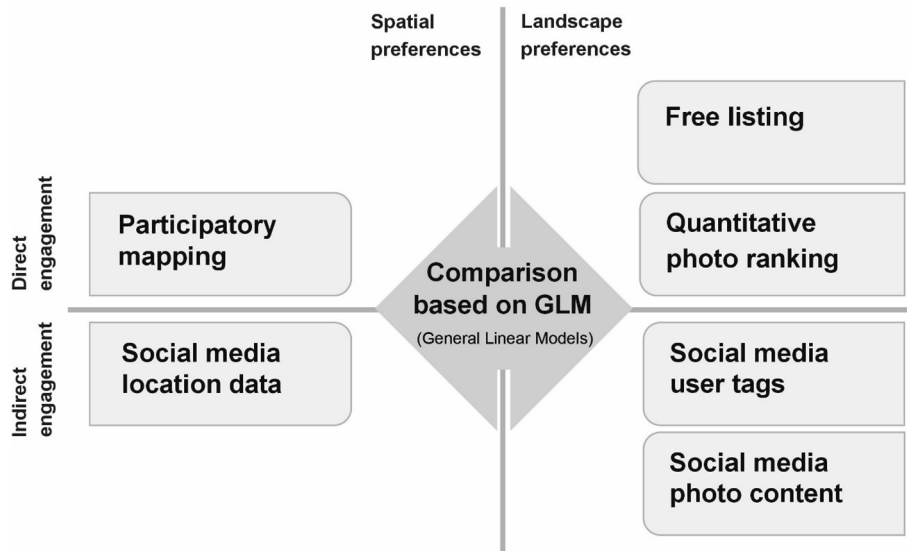 Spatial
preferences
Landscape
preferences
Direct
engagement
Participatory
mapping
Free listing
Quantitative
photo ranking
Comparison
based on GLM
(General Linear Models)
Indirect
engagement
Social media
location data
Social media
user tags
Social media
photo content